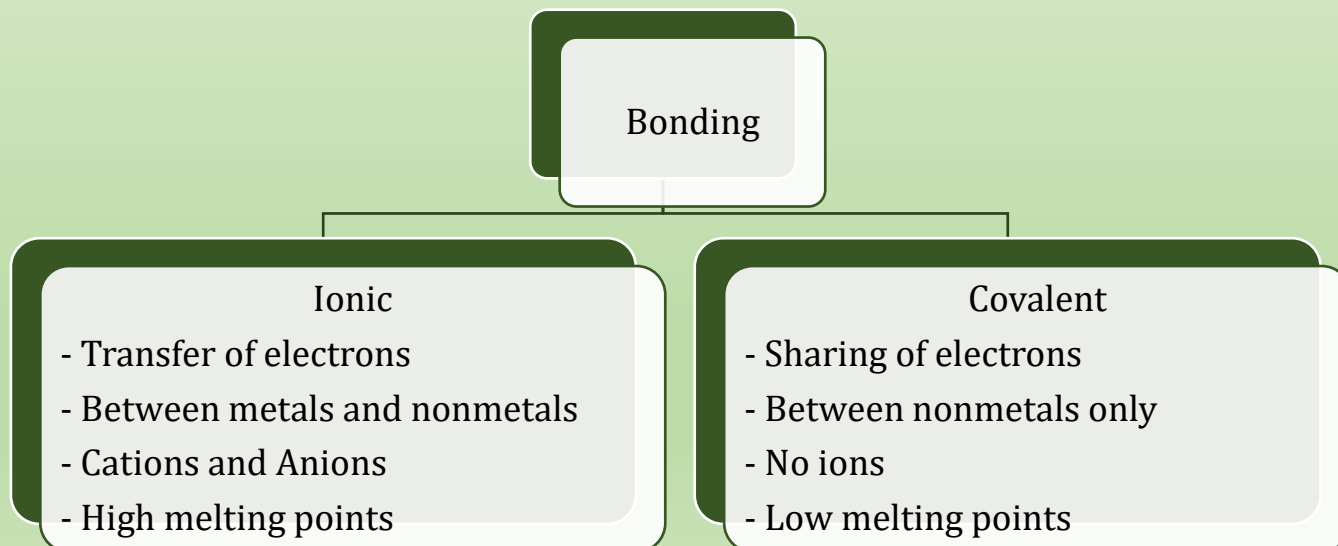 Bonding
Ionic
- Transfer of electrons
- Between metals and nonmetals
- Cations and Anions
- High melting points
Covalent
- Sharing of electrons
- Between nonmetals only
- No ions
- Low melting points